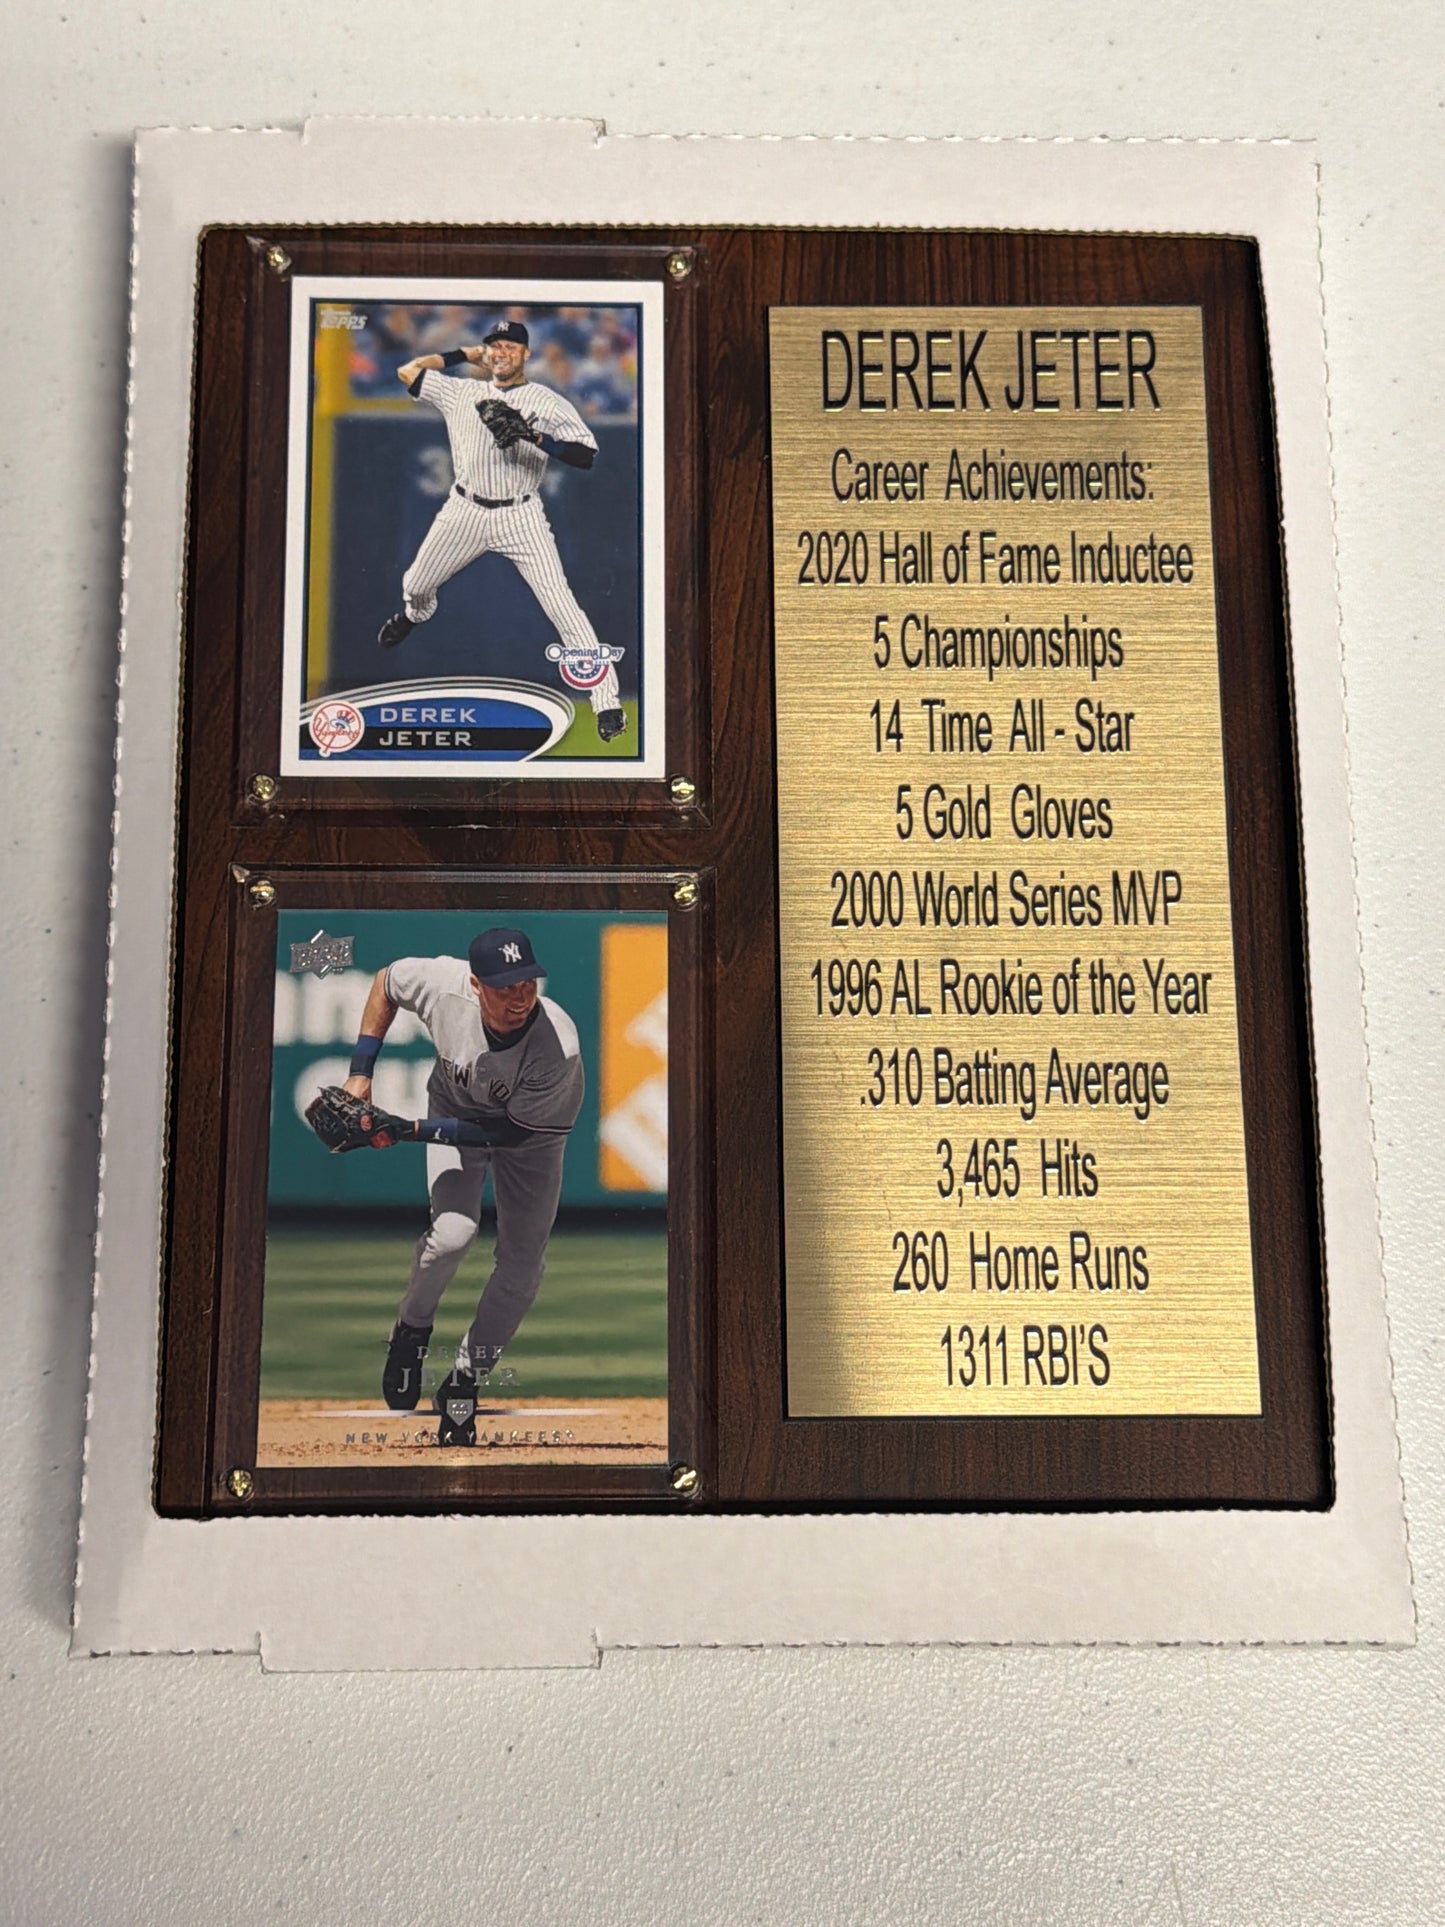 TOPPS
Opening Day
DEREK
JETER
DEREK JETER
Career Achievements:
2020 Hall of Fame Inductee
5 Championships
14 Time All - Star
5 Gold Gloves
2000 World Series MVP
1996 AL Rookie of the Year
.310 Batting Average
3,465 Hits
260 Home Runs
1311 RBI'S
DEREK
JETER
NEW YORK YANKEES